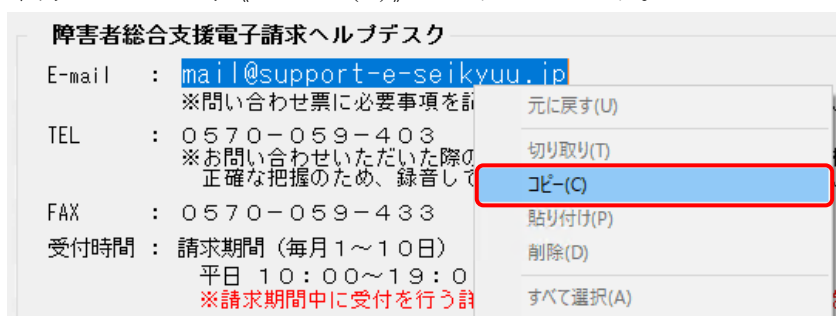 障害者総合支援電子請求ヘルプデスク
E-mail : mail@support-e-seikyuu.jp
※問い合わせ票に必要事項を記
TEL : 0570-059-403
※お問い合わせいただいた際の
正確な把握のため、録音して
FAX : 0570-059-433
受付時間 : 請求期間（毎月1～10日）
平日 10:00～19:0
※請求期間中に受付を行う詳
元に戻す(U)
切り取り(T)
コピー(C)
貼り付け(P)
削除(D)
すべて選択(A)